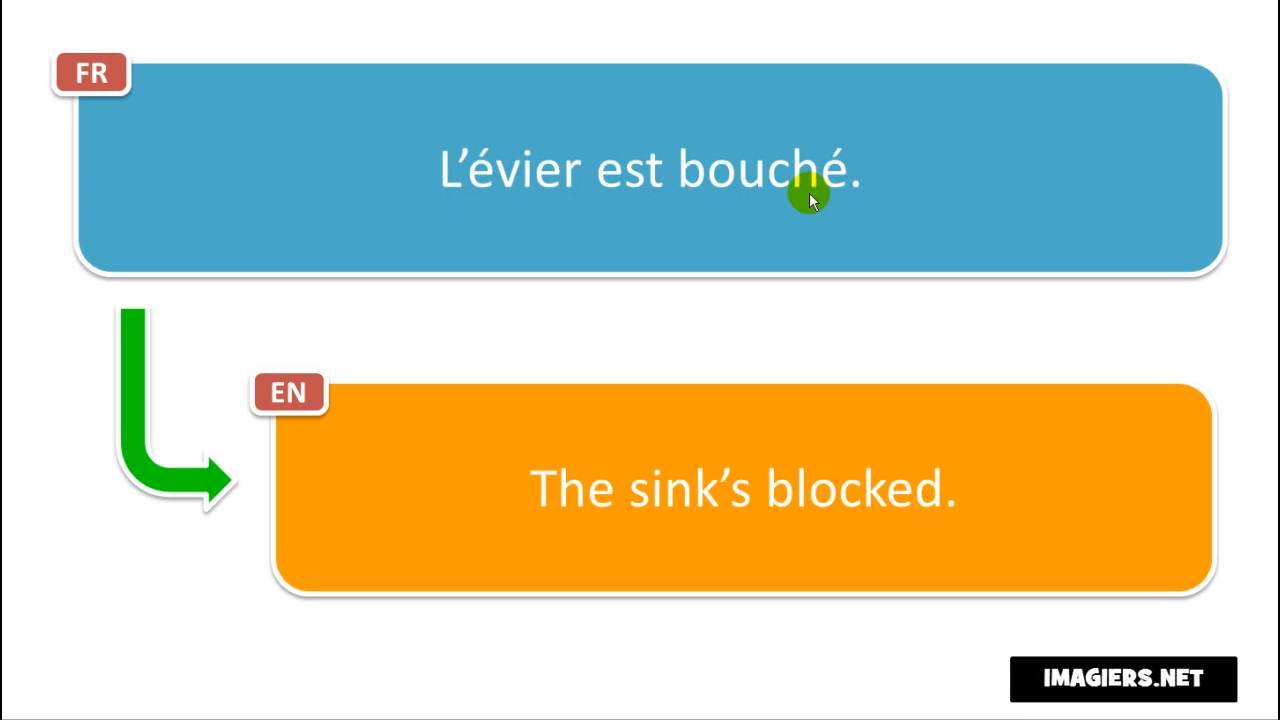 FR
L’évier est bouché.
EN
The sink’s blocked.
IMAGIERS.NET